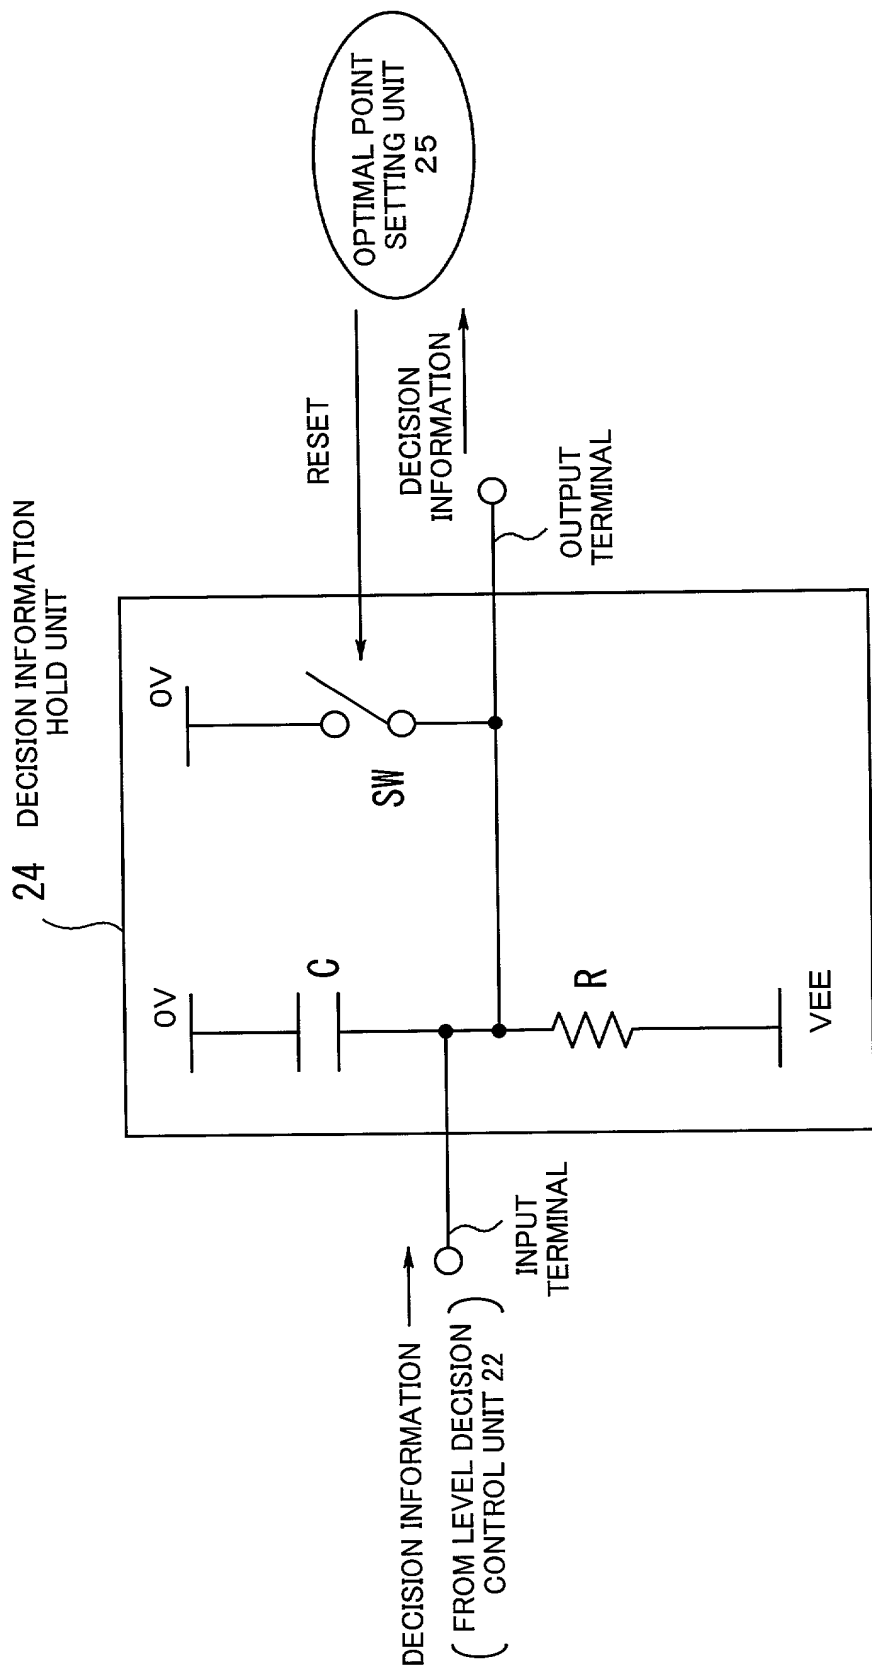 24 DECISION INFORMATION
HOLD UNIT
0V
C
0V
SW
R
VEE
RESET
OPTIMAL POINT
SETTING UNIT
25
DECISION
INFORMATION
OUTPUT
TERMINAL
DECISION INFORMATION
(FROM LEVEL DECISION
CONTROL UNIT 22)
INPUT
TERMINAL